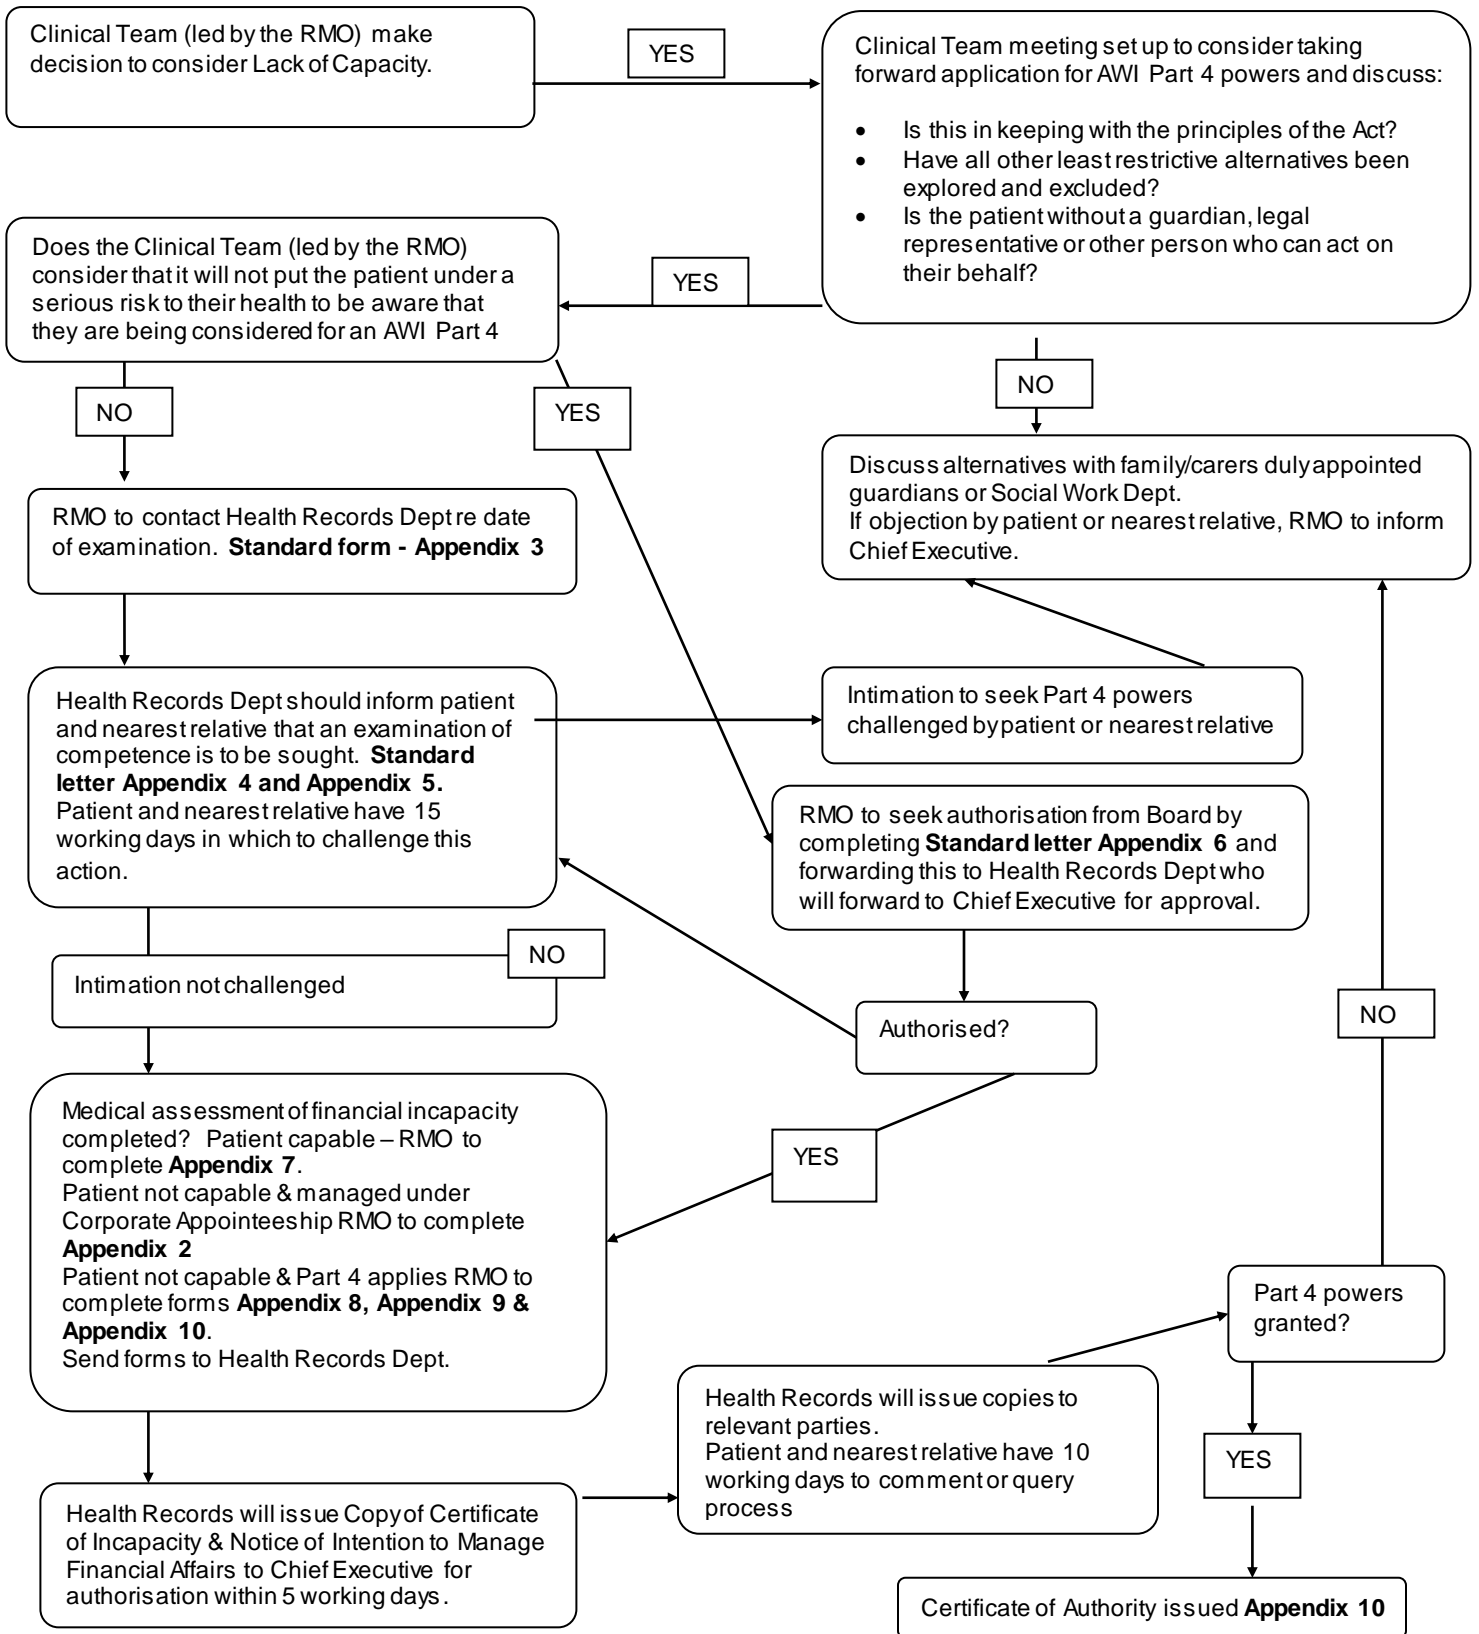 Clinical Team (led by the RMO) make
decision to consider Lack of Capacity.
YES
Clinical Team meeting set up to consider taking
forward application for AWI Part 4 powers and discuss:
• Is this in keeping with the principles of the Act?
• Have all other least restrictive alternatives been
explored and excluded?
• Is the patient without a guardian, legal
representative or other person who can act on
their behalf?
Does the Clinical Team (led by the RMO)
consider that it will not put the patient under a
serious risk to their health to be aware that
they are being considered for an AWI Part 4
YES
NO
YES
NO
RMO to contact Health Records Dept re date
of examination. Standard form - Appendix 3
Discuss alternatives with family/carers duly appointed
guardians or Social Work Dept.
If objection by patient or nearest relative, RMO to inform
Chief Executive.
Health Records Dept should inform patient
and nearest relative that an examination of
competence is to be sought. Standard
letter Appendix 4 and Appendix 5.
Patient and nearest relative have 15
working days in which to challenge this
action.
Intimation to seek Part 4 powers
challenged by patient or nearest relative
RMO to seek authorisation from Board by
completing Standard letter Appendix 6 and
forwarding this to Health Records Dept who
will forward to Chief Executive for approval.
NO
Intimation not challenged
Authorised?
NO
Medical assessment of financial incapacity
completed? Patient capable – RMO to
complete Appendix 7.
Patient not capable & managed under
Corporate Appointeeship RMO to complete
Appendix 2
Patient not capable & Part 4 applies RMO to
complete forms Appendix 8, Appendix 9 &
Appendix 10.
Send forms to Health Records Dept.
YES
Part 4 powers
granted?
Health Records will issue copies to
relevant parties.
Patient and nearest relative have 10
working days to comment or query
process
YES
Health Records will issue Copy of Certificate
of Incapacity & Notice of Intention to Manage
Financial Affairs to Chief Executive for
authorisation within 5 working days.
Certificate of Authority issued Appendix 10